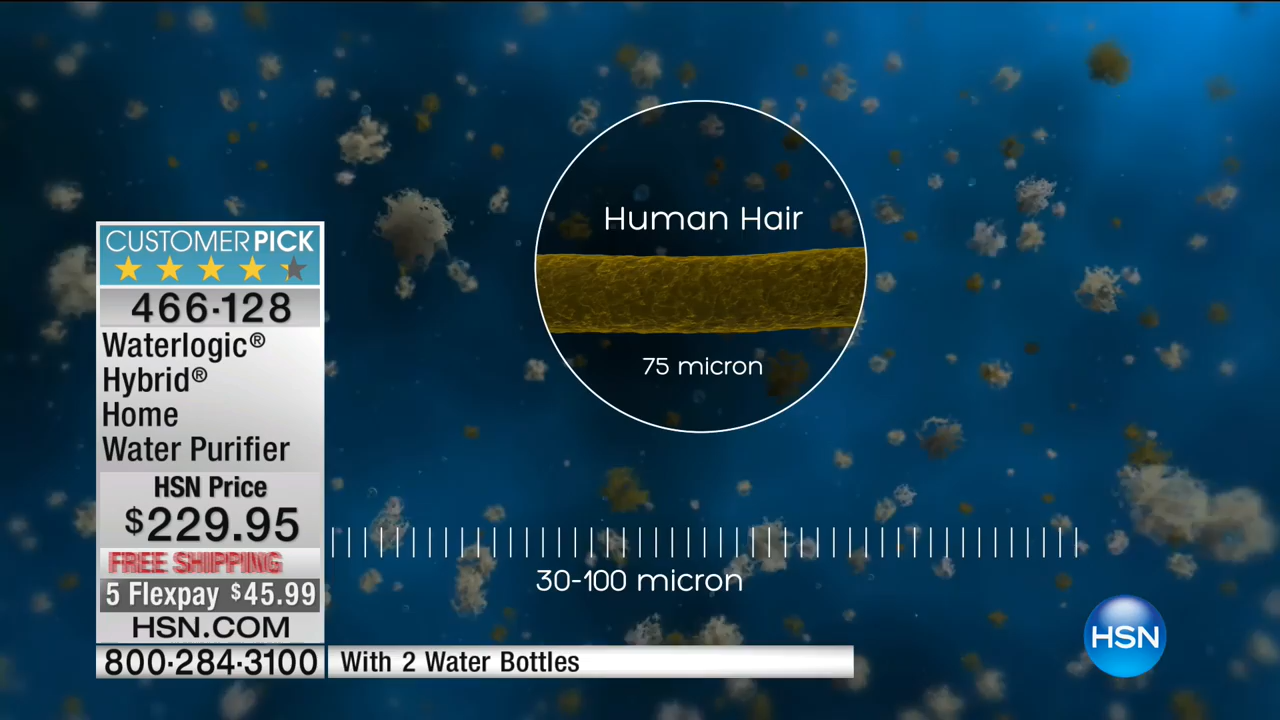 CUSTOMER PICK
466-128
Waterlogic®
Hybrid®
Home
Water Purifier
HSN Price
$229.95
FREE SHIPPING
5 Flexpay $45.99
HSN.COM
800-284-3100
With 2 Water Bottles
Human Hair
75 micron
30-100 micron
HSN